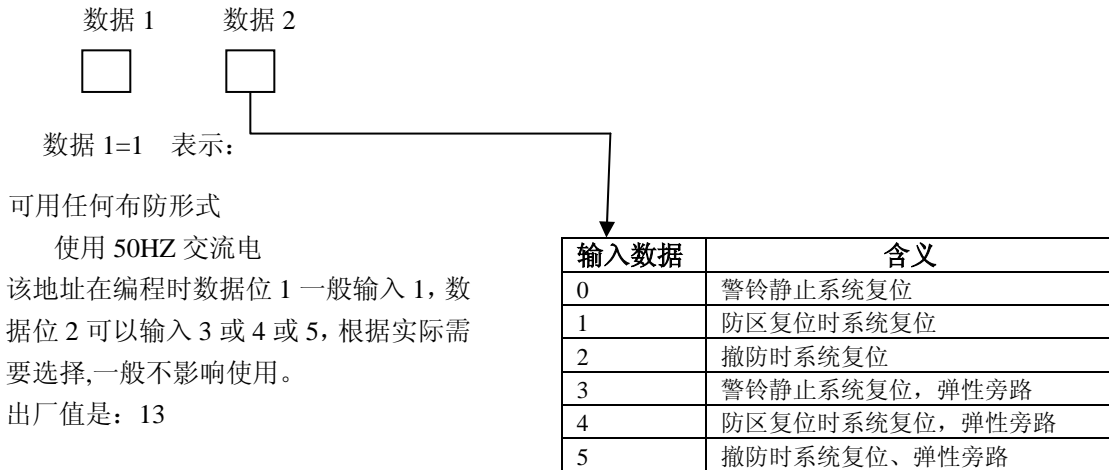 数据 1 数据 2
数据 1=1 表示：
可用任何布防形式
使用 50HZ 交流电
该地址在编程时数据位 1 一般输入 1，数
据位 2 可以输入 3 或 4 或 5，根据实际需
要选择,一般不影响使用。
出厂值是：13
输入数据 含义
0 警铃静止系统复位
1 防区复位时系统复位
2 撤防时系统复位
3 警铃静止系统复位，弹性旁路
4 防区复位时系统复位，弹性旁路
5 撤防时系统复位、弹性旁路